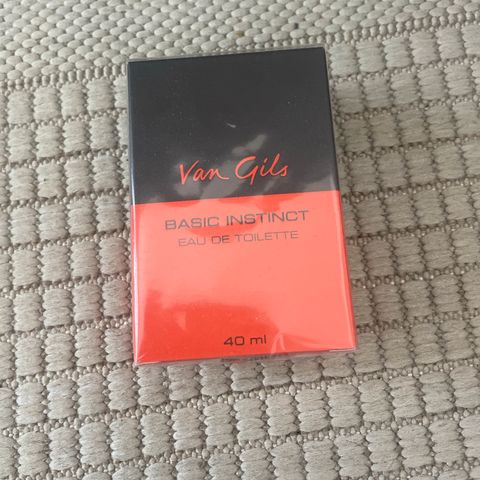 Van Gils
BASIC INSTINCT
EAU DE TOILETTE
40 ml